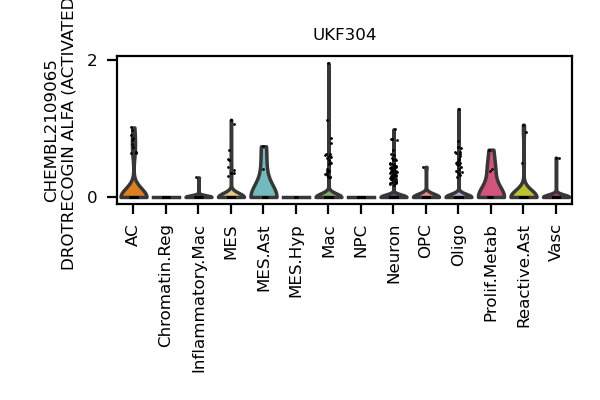 UKF304
CHEMBL2109065
DROTRECOGIN ALFA (ACTIVATED
2
0
AC
Chromatin.Reg
Inflammatory.Mac
MES
MES.Ast
MES.Hyp
Mac
NPC
Neuron
OPC
Oligo
Prolif.Metab
Reactive.Ast
Vasc